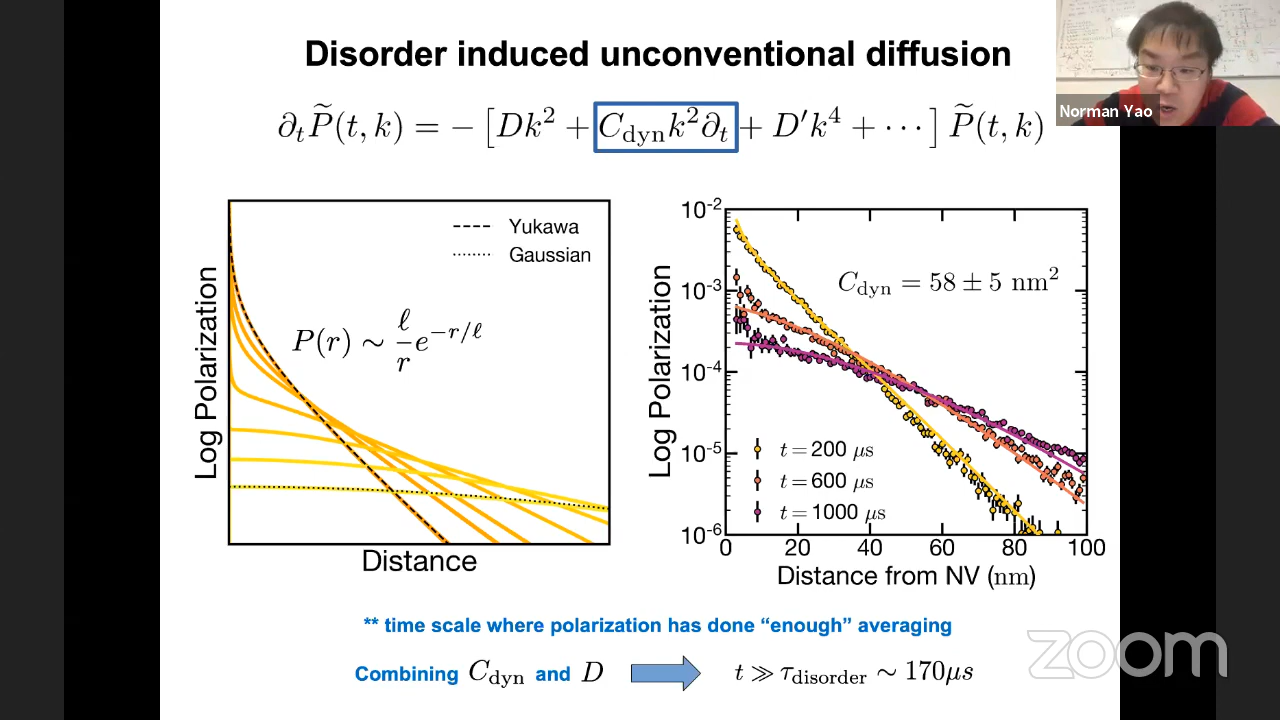 Disorder induced unconventional diffusion
Norman Yao
∂ₜP̃(t, k) = − [Dk² + C_dyn k²∂ₜ + D′k⁴ + ⋯] P̃(t, k)
Yukawa
Gaussian
P(r) ∼ ℓ/r e^{−r/ℓ}
Log Polarization
Distance
10⁻²
10⁻³
10⁻⁴
10⁻⁵
10⁻⁶
Log Polarization
C_dyn = 58 ± 5 nm²
t = 200 μs
t = 600 μs
t = 1000 μs
0 20 40 60 80 100
Distance from NV (nm)
** time scale where polarization has done “enough” averaging
Combining C_dyn and D t ≫ τ_disorder ∼ 170μs
zoom